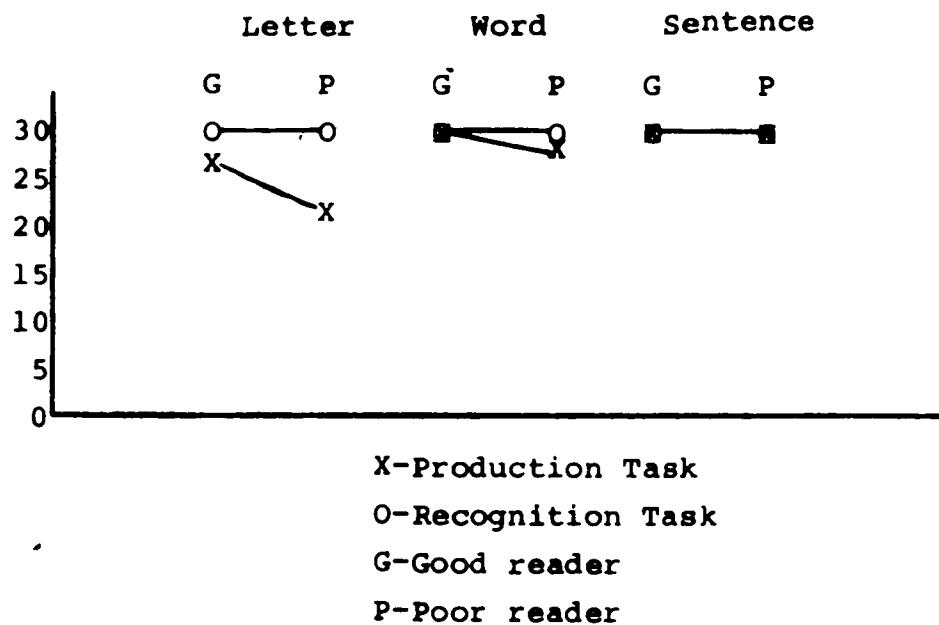 Letter Word Sentence
G P G P G P
30
X
25
X
X
20
15
10
5
0
X-Production Task
O-Recognition Task
G-Good reader
P-Poor reader